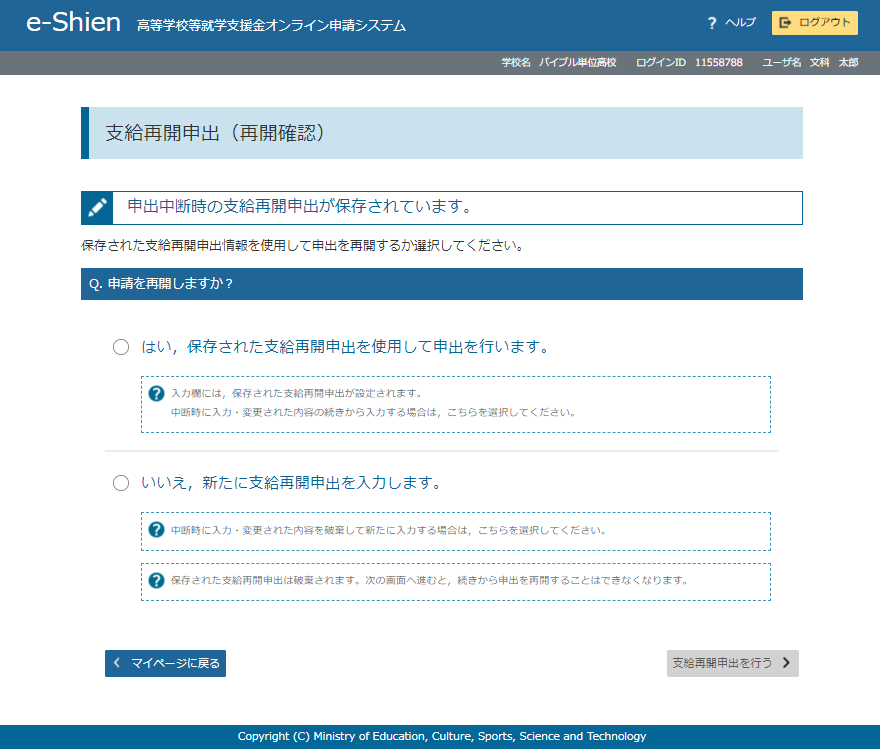 e-Shien 高等学校等就学支援金オンライン申請システム
? ヘルプ
ログアウト
学校名 バイブル単位高校 ログインID 11558788 ユーザ名 文科 太郎
支給再開申出（再開確認）
申出中断時の支給再開申出が保存されています。
保存された支給再開申出情報を使用して申出を再開するか選択してください。
Q. 申請を再開しますか？
はい，保存された支給再開申出を使用して申出を行います。
入力欄には，保存された支給再開申出が設定されます。
中断時に入力・変更された内容の続きから入力する場合は，こちらを選択してください。
いいえ，新たに支給再開申出を入力します。
中断時に入力・変更された内容を破棄して新たに入力する場合は，こちらを選択してください。
保存された支給再開申出は破棄されます。次の画面へ進むと，続きから申出を再開することはできなくなります。
マイページに戻る
支給再開申出を行う
Copyright (C) Ministry of Education, Culture, Sports, Science and Technology